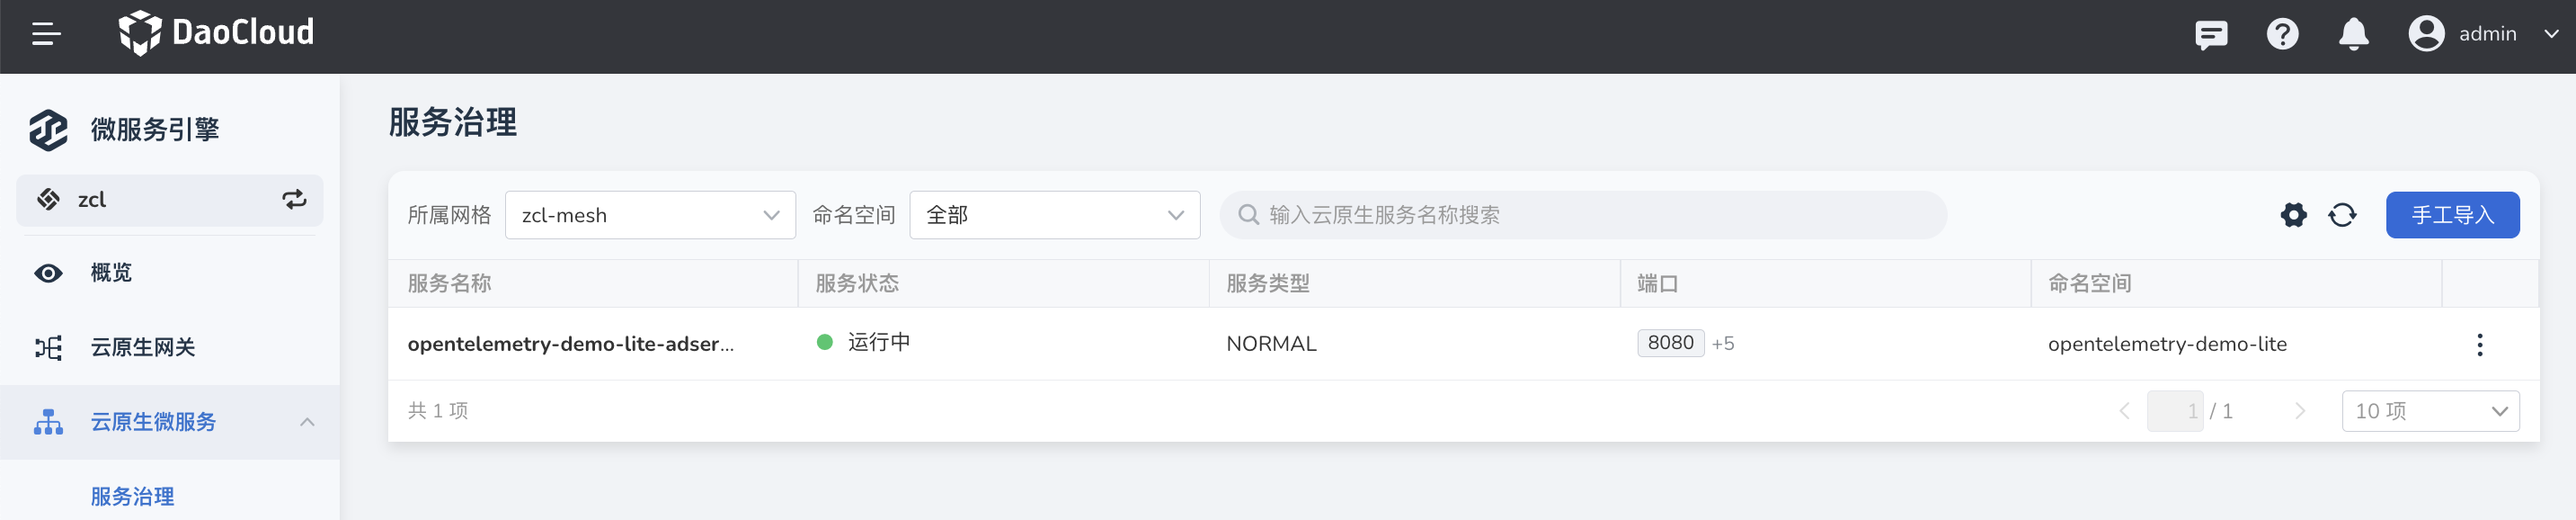 DaoCloud
admin
微服务引擎
zcl
概览
云原生网关
云原生微服务
服务治理
服务治理
所属网格 zcl-mesh 命名空间 全部 输入云原生服务名称搜索 手工导入
服务名称 服务状态 服务类型 端口 命名空间
opentelemetry-demo-lite-adser... 运行中 NORMAL 8080 +5 opentelemetry-demo-lite
共 1 项 1 / 1 10 项